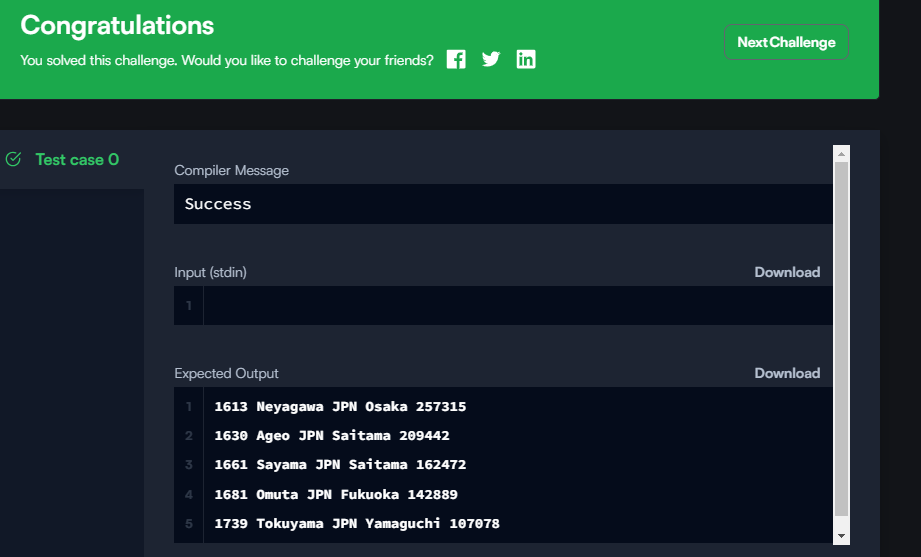 Congratulations
You solved this challenge. Would you like to challenge your friends?
Next Challenge
Test case 0
Compiler Message
Success
Input (stdin)
Download
1
Expected Output
Download
1 1613 Neyagawa JPN Osaka 257315
2 1630 Ageo JPN Saitama 209442
3 1661 Sayama JPN Saitama 162472
4 1681 Omuta JPN Fukuoka 142889
5 1739 Tokuyama JPN Yamaguchi 107078